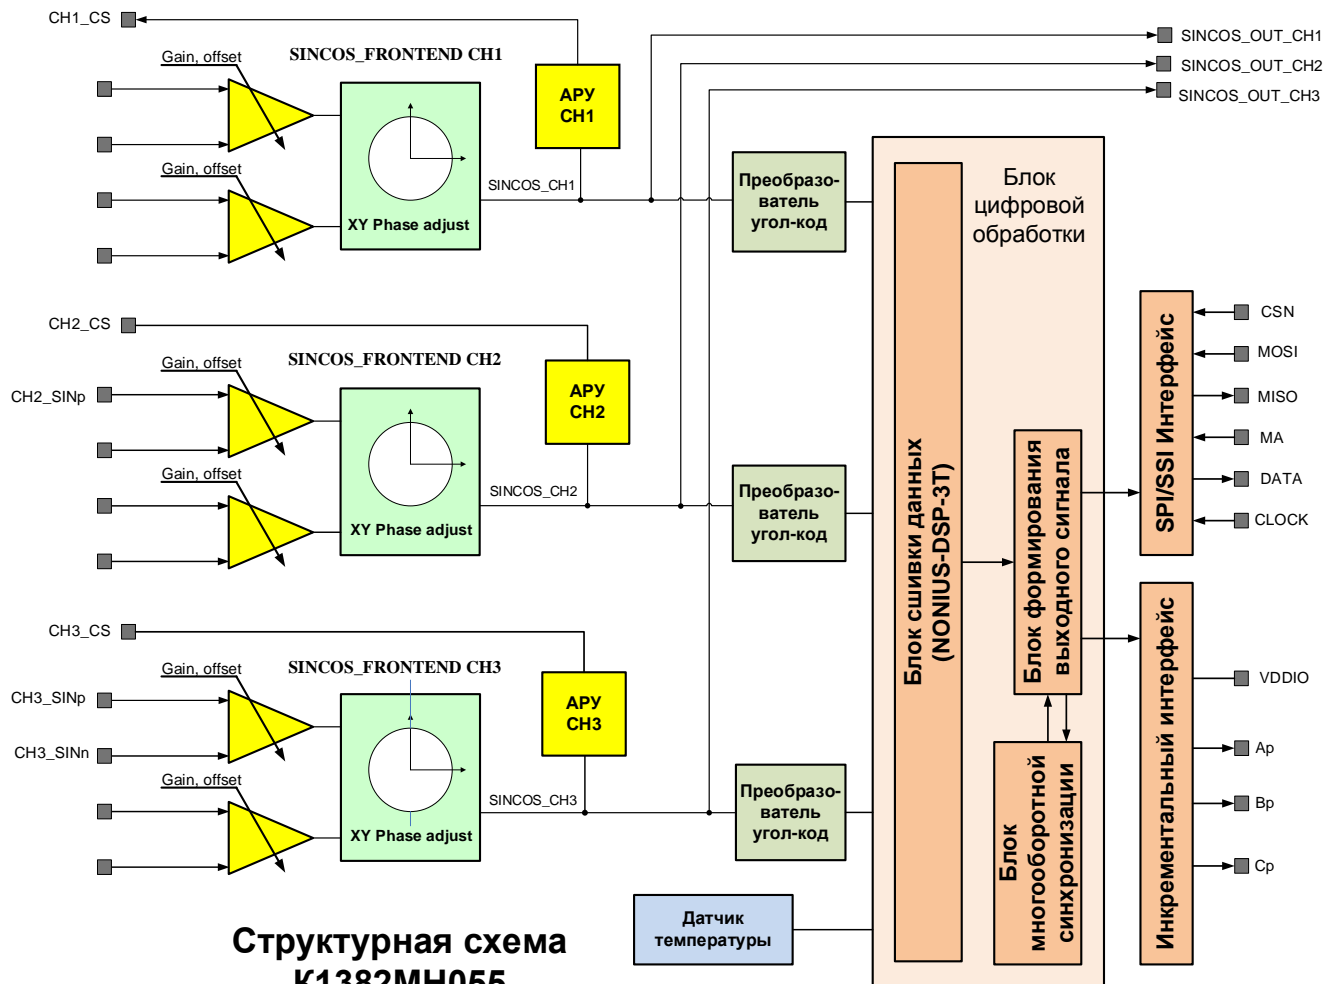 CH1_CS
SINCOS_FRONTEND CH1
Gain, offset
Gain, offset
XY Phase adjust
АРУ
CH1
SINCOS_CH1
SINCOS_OUT_CH1
SINCOS_OUT_CH2
SINCOS_OUT_CH3
Преобразо-
ватель
угол-код
CH2_CS
SINCOS_FRONTEND CH2
Gain, offset
CH2_SINp
Gain, offset
XY Phase adjust
АРУ
CH2
SINCOS_CH2
Преобразо-
ватель
угол-код
CH3_CS
SINCOS_FRONTEND CH3
Gain, offset
CH3_SINp
CH3_SINn
Gain, offset
XY Phase adjust
АРУ
CH3
SINCOS_CH3
Преобразо-
ватель
угол-код
Датчик
температуры
Блок
цифровой
обработки
Блок сшивки данных
(NONIUS-DSP-3T)
Блок формирования
выходного сигнала
Блок
многооборотной
синхронизации
SPI/SSI Интерфейс
CSN
MOSI
MISO
MA
DATA
CLOCK
Инкрементальный интерфейс
VDDIO
Ap
Bp
Cp
Структурная схема
К1382МН055